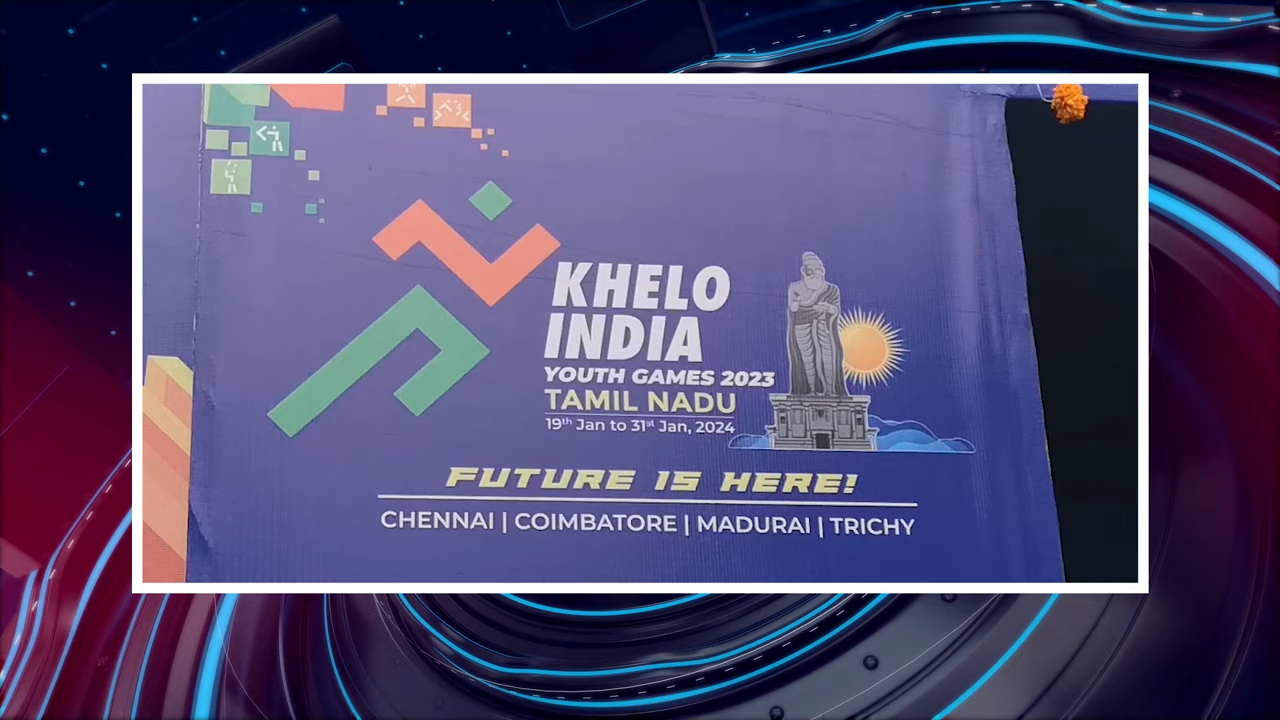 KHELO
INDIA
YOUTH GAMES 2023
TAMIL NADU
19th Jan to 31st Jan, 2024
FUTURE IS HERE!
CHENNAI | COIMBATORE | MADURAI | TRICHY